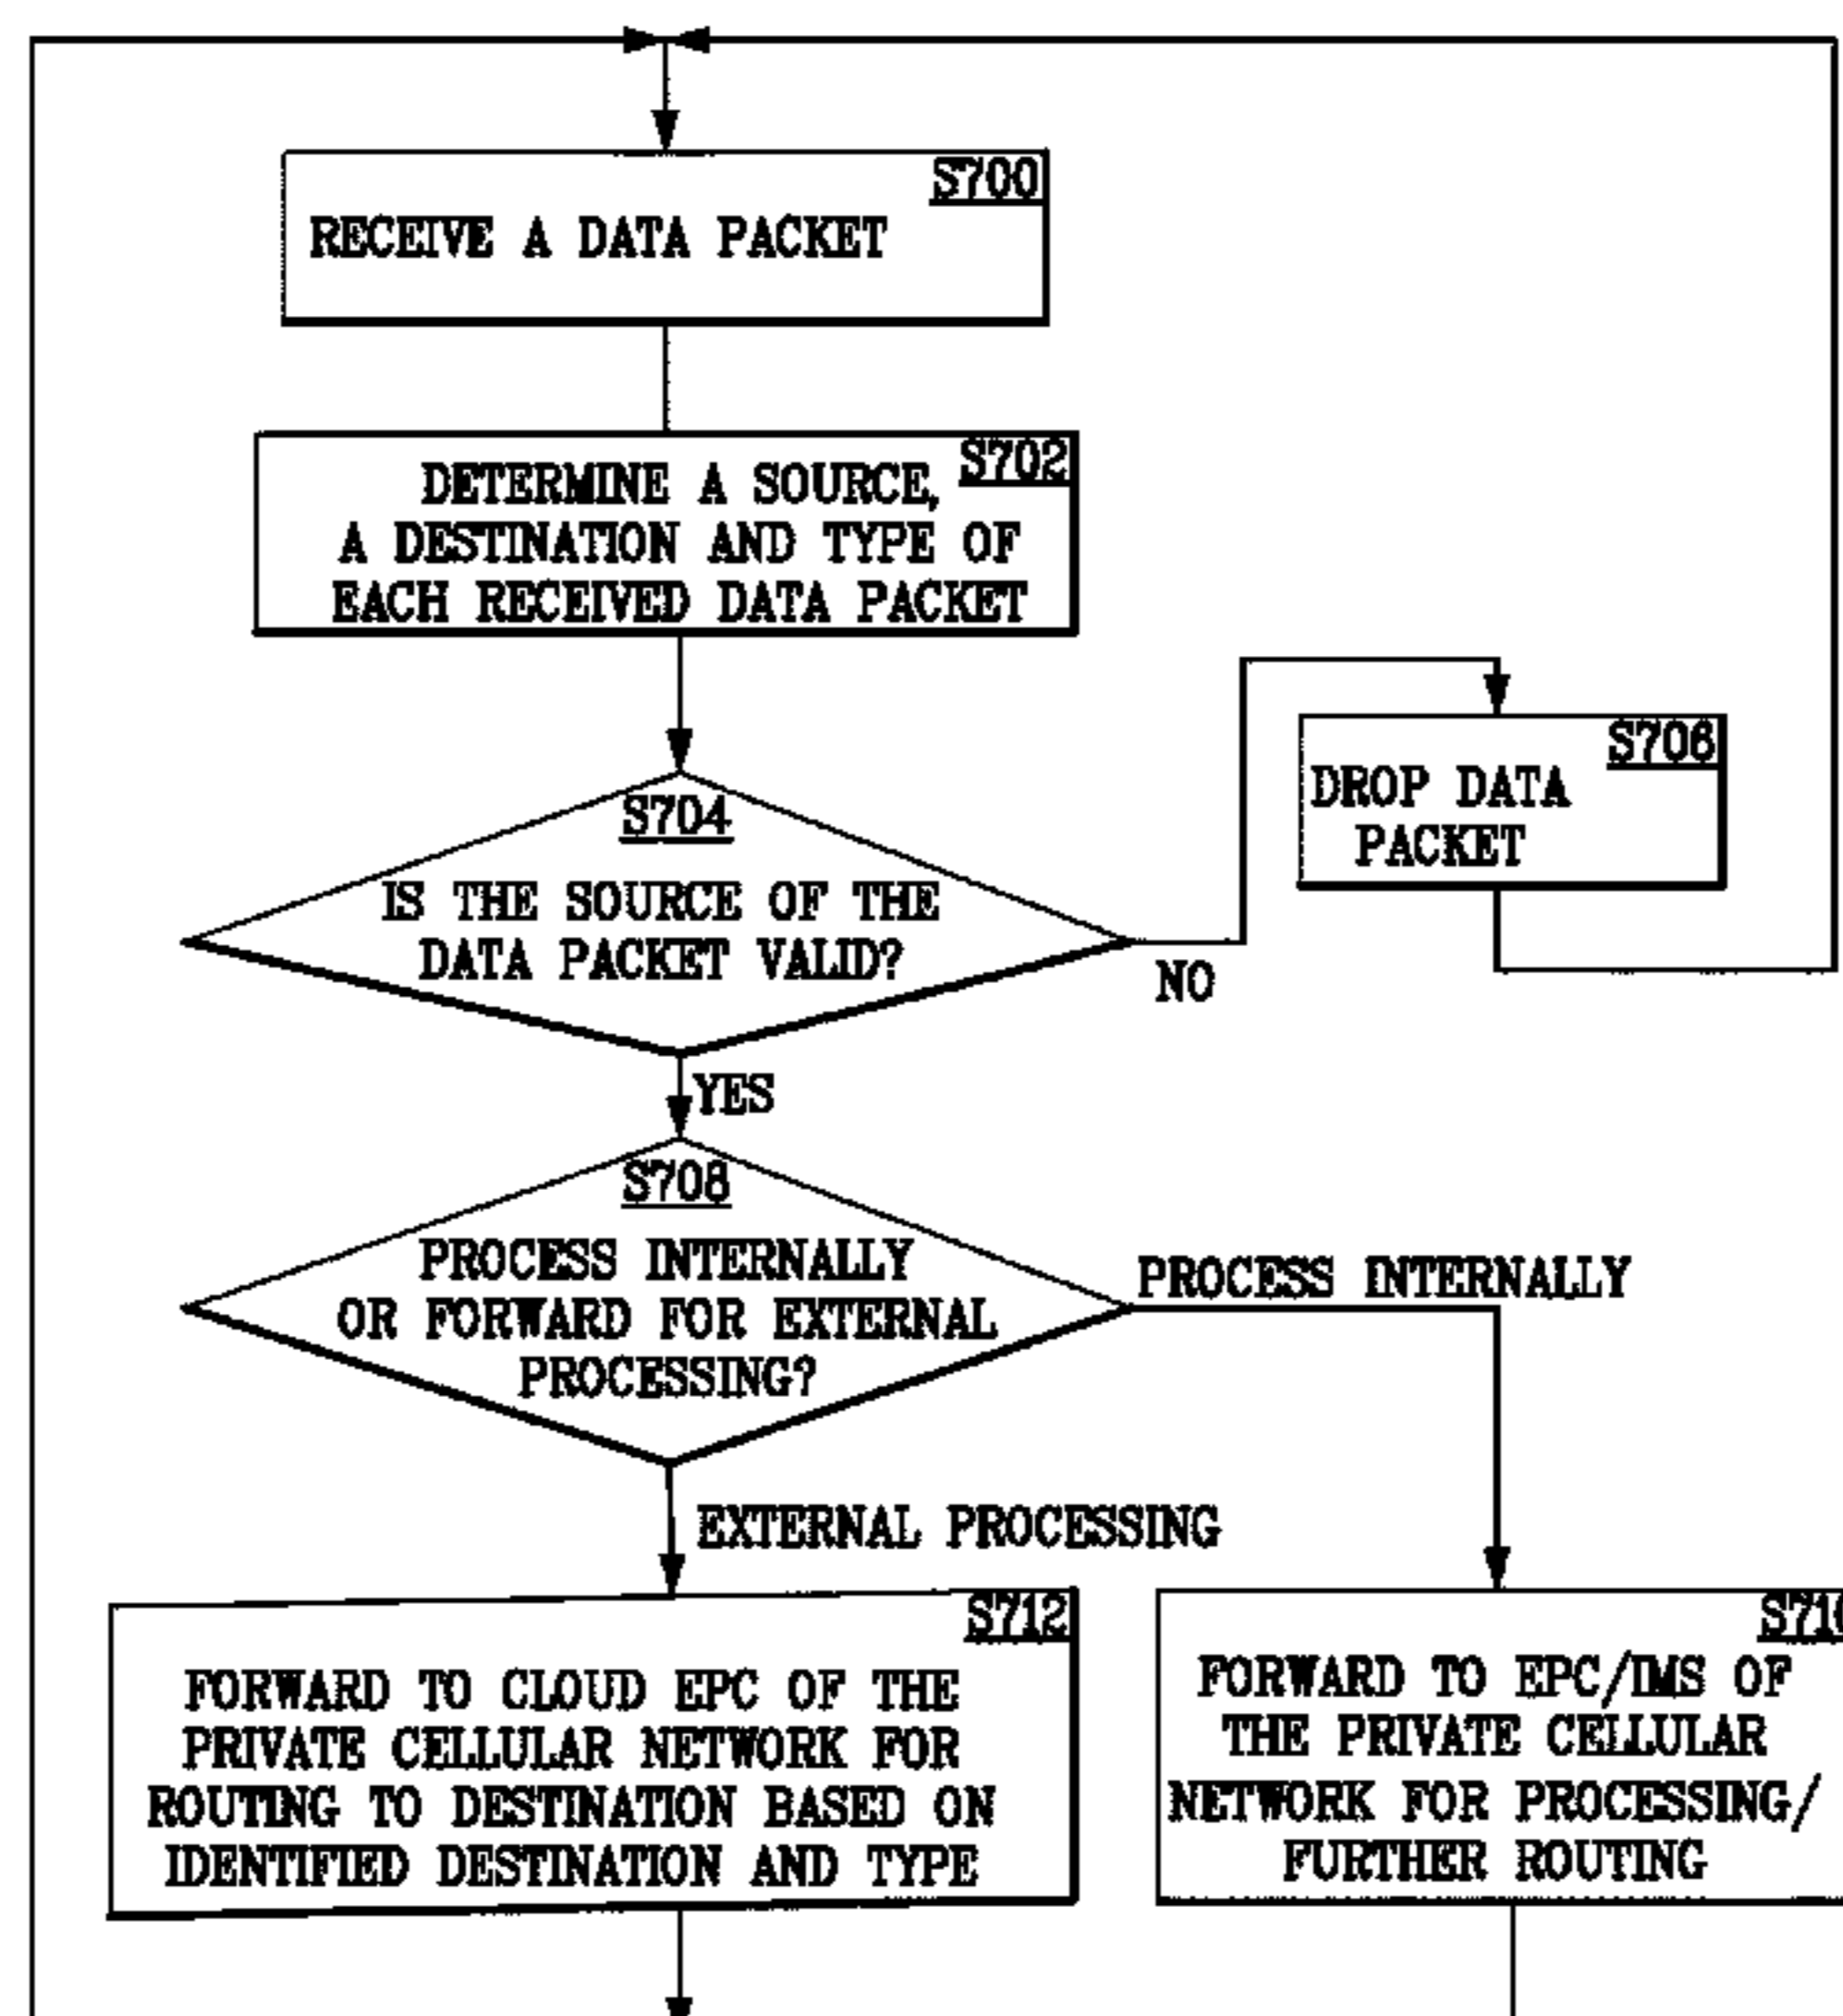 S700
RECEIVE A DATA PACKET
S702
DETERMINE A SOURCE,
A DESTINATION AND TYPE OF
EACH RECEIVED DATA PACKET
S704
IS THE SOURCE OF THE
DATA PACKET VALID?
NO
S706
DROP DATA
PACKET
YES
S708
PROCESS INTERNALLY
OR FORWARD FOR EXTERNAL
PROCESSING?
PROCESS INTERNALLY
EXTERNAL PROCESSING
S712
FORWARD TO CLOUD EPC OF THE
PRIVATE CELLULAR NETWORK FOR
ROUTING TO DESTINATION BASED ON
IDENTIFIED DESTINATION AND TYPE
S710
FORWARD TO EPC/IMS OF
THE PRIVATE CELLULAR
NETWORK FOR PROCESSING/
FURTHER ROUTING